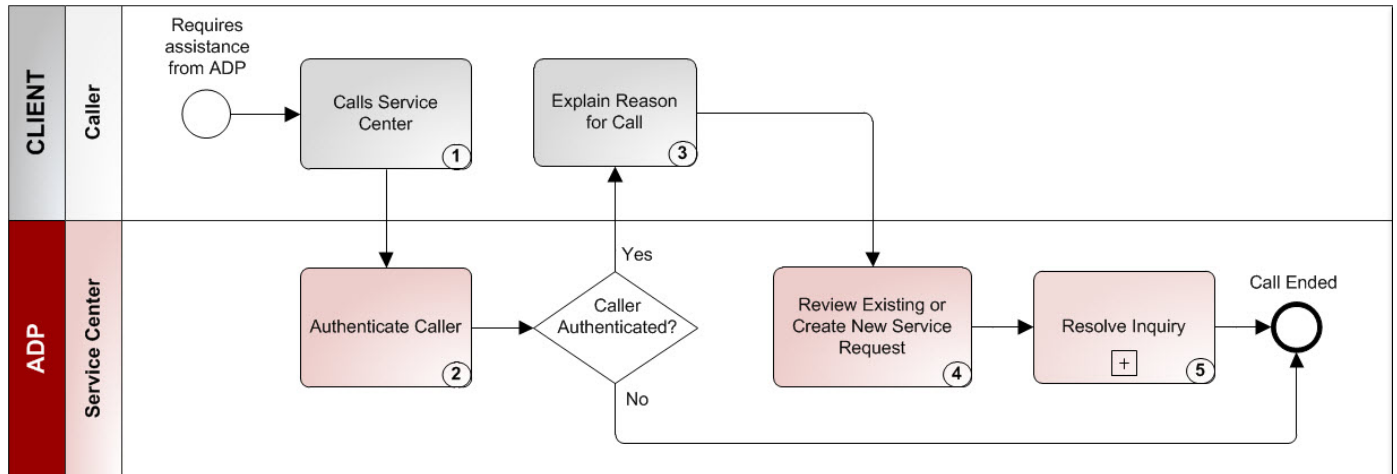 CLIENT
Caller
Requires
assistance
from ADP
Calls Service
Center
1
Explain Reason
for Call
3
ADP
Service Center
Authenticate Caller
2
Caller
Authenticated?
Yes
No
Review Existing or
Create New Service
Request
4
Resolve Inquiry
+
5
Call Ended